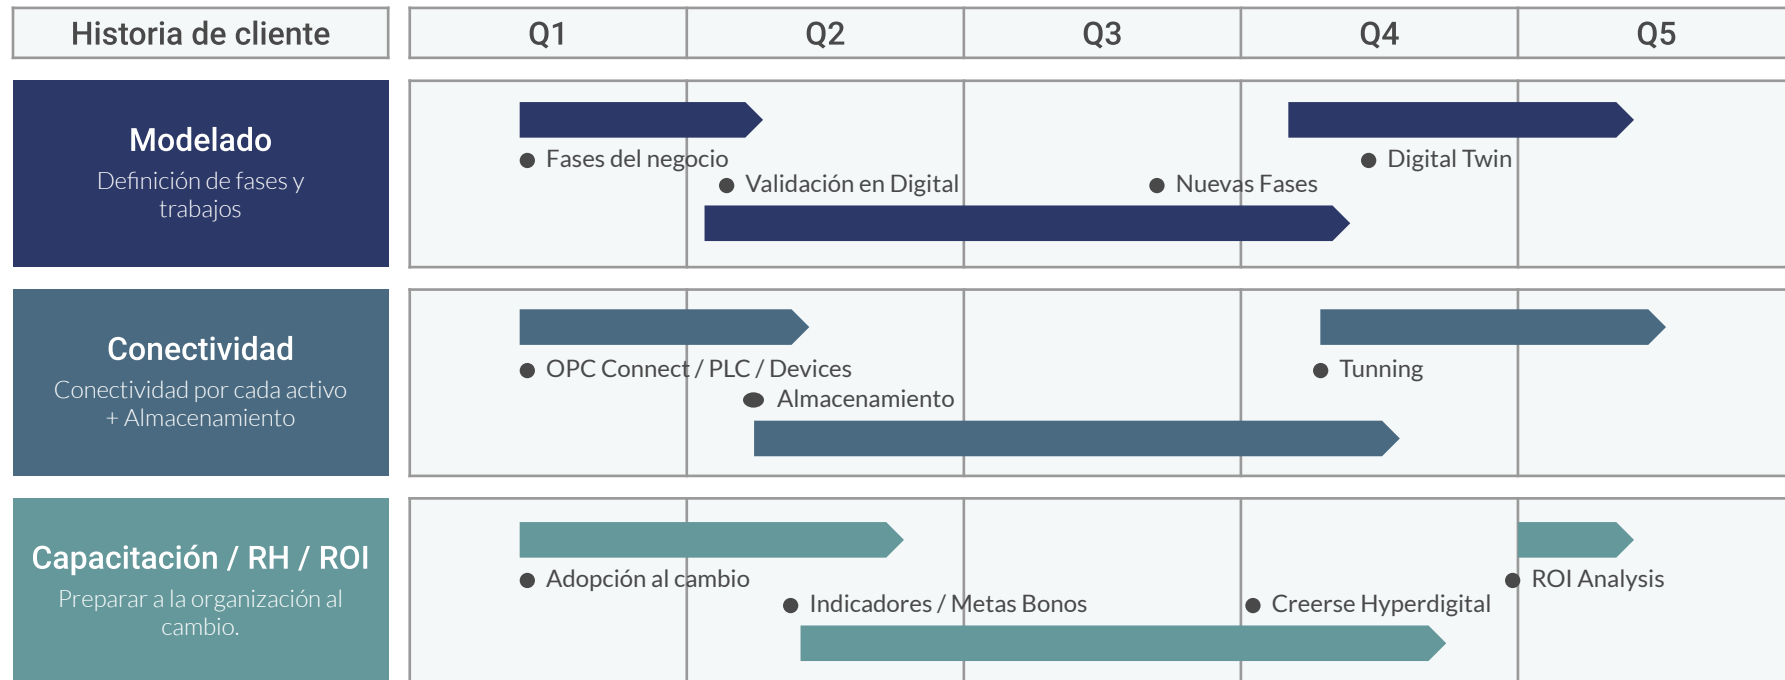 Historia de cliente
Q1
Q2
Q3
Q4
Q5
Modelado
Definición de fases y
trabajos
Fases del negocio
Digital Twin
Validación en Digital
Nuevas Fases
Conectividad
Conectividad por cada activo
+ Almacenamiento
OPC Connect / PLC / Devices
Tunning
Almacenamiento
Capacitación / RH / ROI
Preparar a la organización al
cambio.
Adopción al cambio
ROI Analysis
Indicadores / Metas Bonos
Creerse Hyperdigital